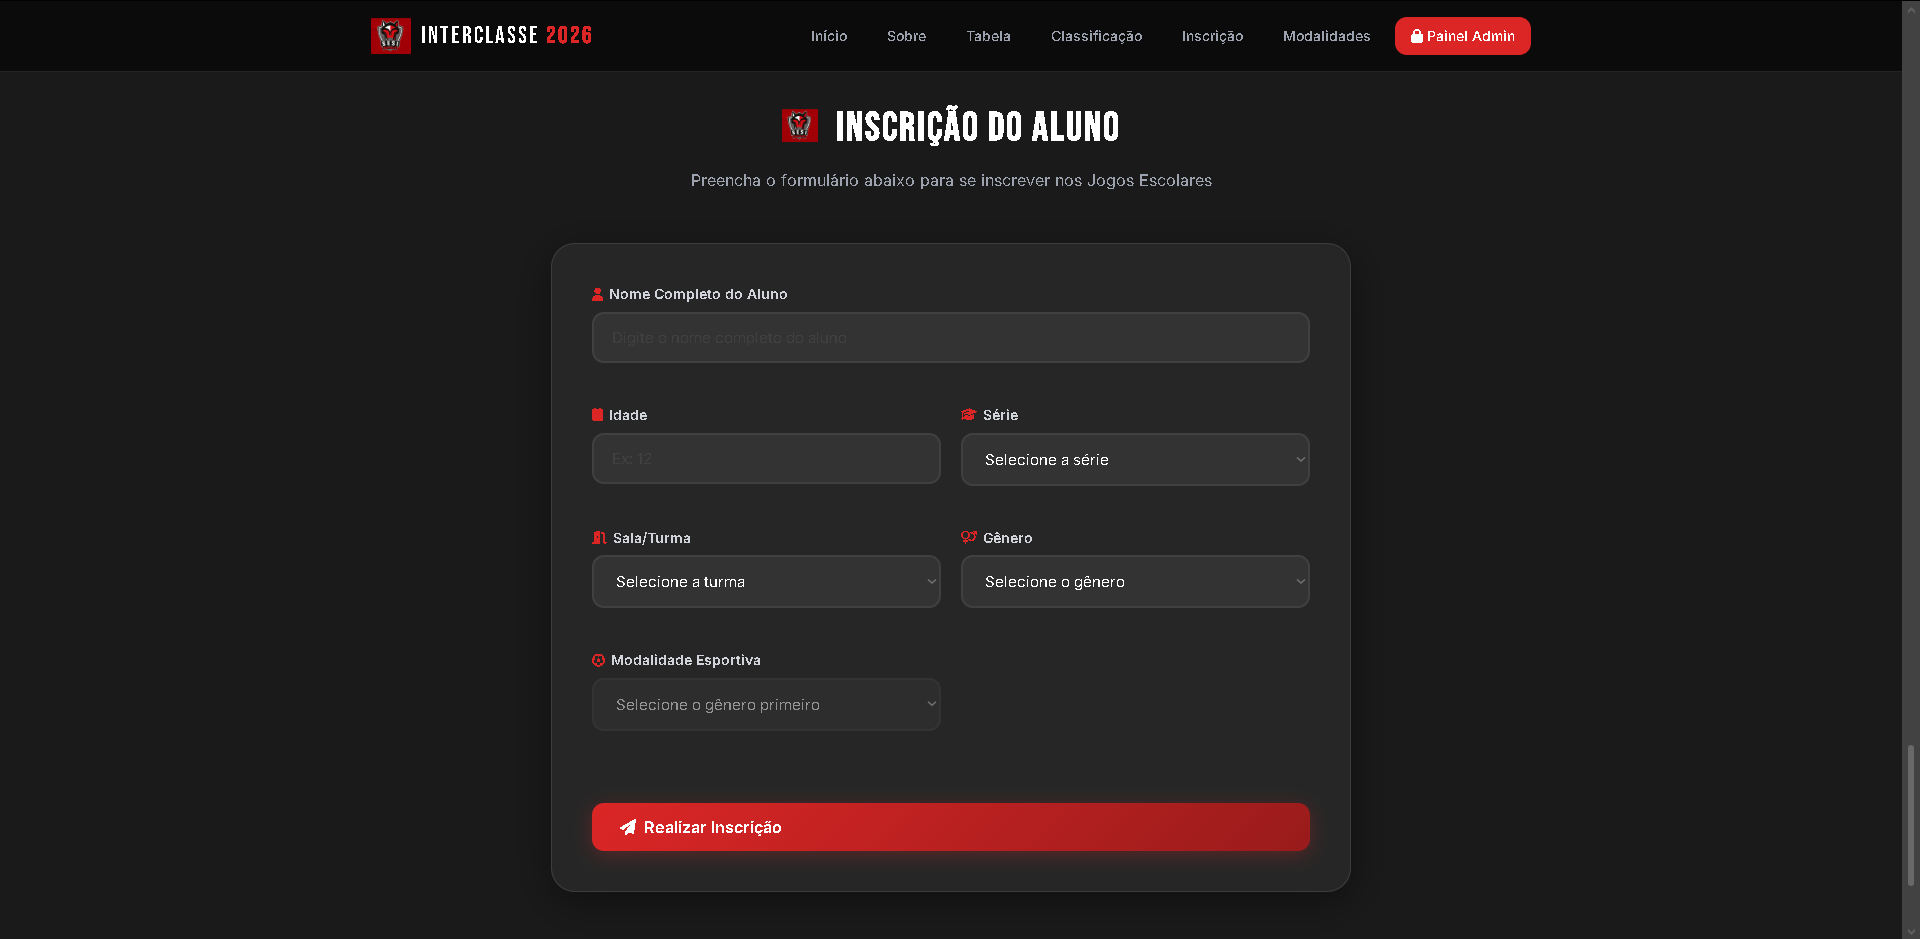 INTERCLASSE 2026
Início Sobre Tabela Classificação Inscrição Modalidades Painel Admin
INSCRIÇÃO DO ALUNO
Preencha o formulário abaixo para se inscrever nos Jogos Escolares
Nome Completo do Aluno
Digite o nome completo do aluno
Idade Série
Ex: 12 Selecione a série
Sala/Turma Gênero
Selecione a turma Selecione o gênero
Modalidade Esportiva
Selecione o gênero primeiro
Realizar Inscrição